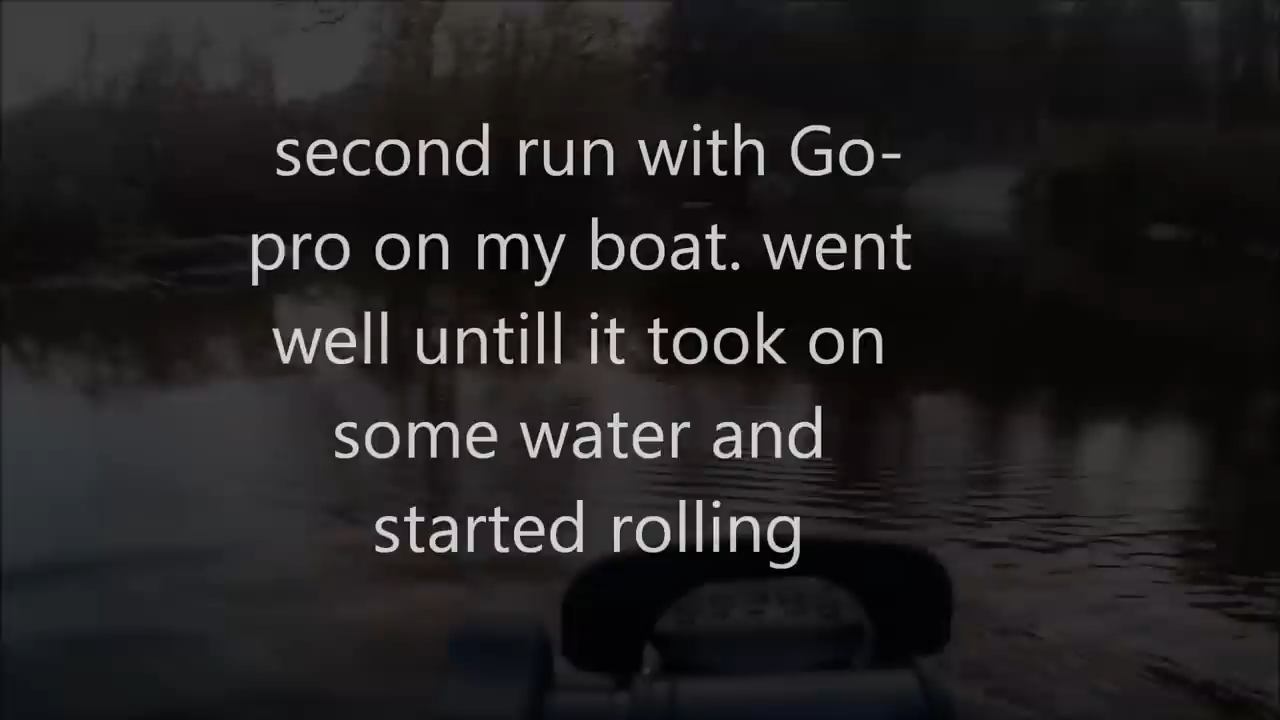 second run with Go-
pro on my boat. went
well untill it took on
some water and
started rolling